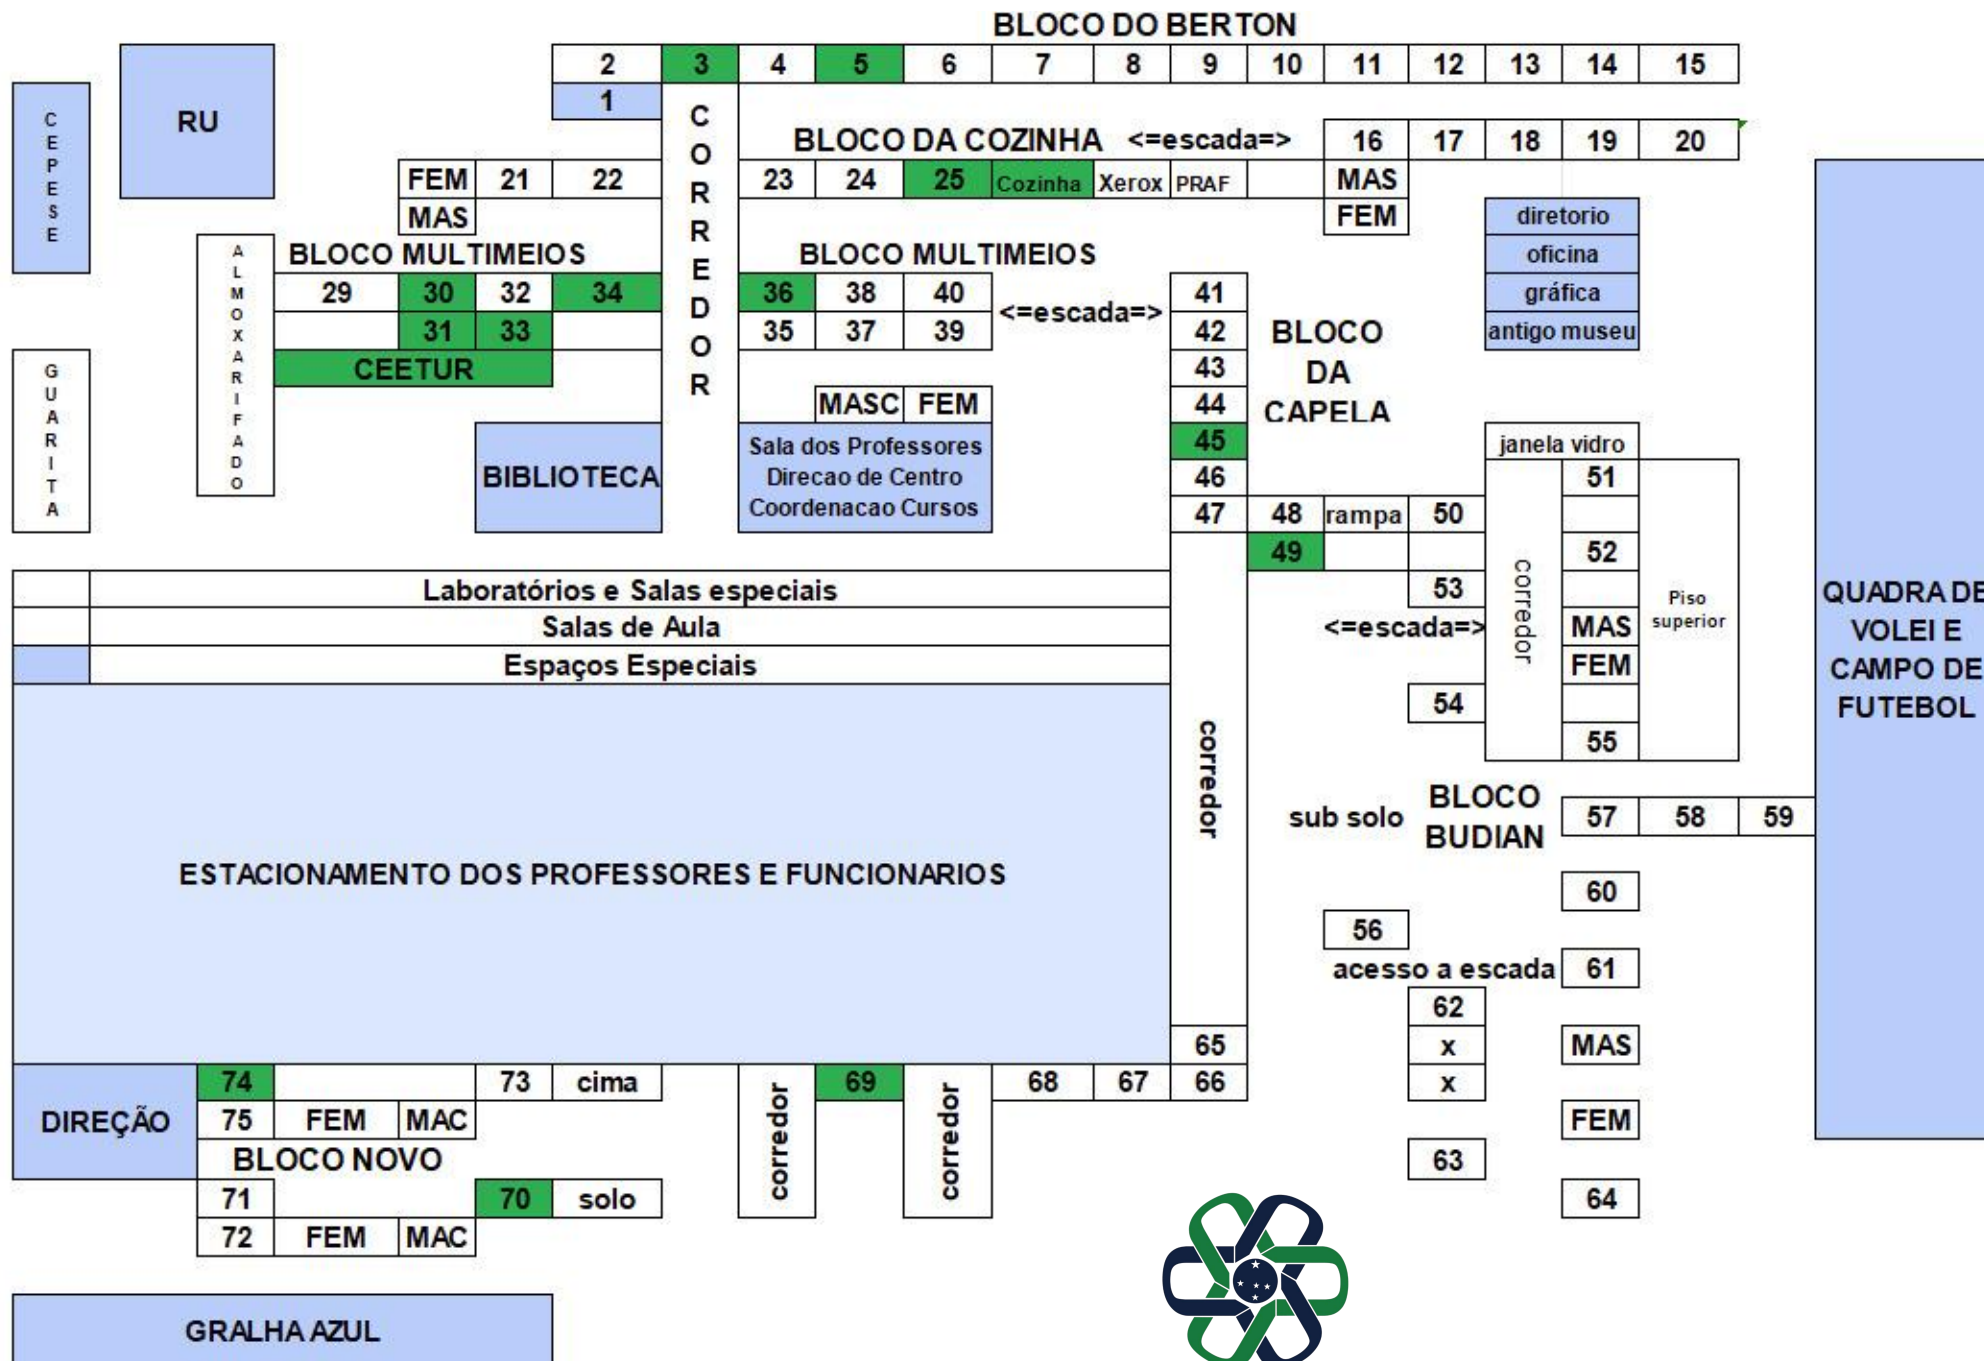 BLOCO DO BERTON
2 3 4 5 6 7 8 9 10 11 12 13 14 15
1
CEPESE
RU
CORREDOR
BLOCO DA COZINHA <=escada=> 16 17 18 19 20
FEM 21 22 23 24 25 Cozinha Xerox PRAF MAS
MAS FEM diretorio
ALMOXARIFADO
BLOCO MULTIMEIOS BLOCO MULTIMEIOS oficina
29 30 32 34 36 38 40 <=escada=> 41 gráfica
31 33 35 37 39 42 antigo museu
BLOCO
DA
CAPELA
CEETUR 43
GUARITA
MASC FEM 44
BIBLIOTECA
Sala dos Professores
Direcao de Centro
Coordenacao Cursos
45 janela vidro
46 51
47 48 rampa 50
49 52
corredor
Piso
superior
Laboratórios e Salas especiais 53
Salas de Aula <=escada=> MAS
Espaços Especiais FEM
54
55
QUADRA DE
VOLEI E
CAMPO DE
FUTEBOL
corredor
sub solo
BLOCO
BUDIAN
57 58 59
ESTACIONAMENTO DOS PROFESSORES E FUNCIONARIOS
60
56
acesso a escada 61
62
65 x MAS
DIREÇÃO
74 73 cima corredor 69 corredor 68 67 66 x
75 FEM MAC FEM
BLOCO NOVO 63
71 70 solo 64
72 FEM MAC
GRALHA AZUL